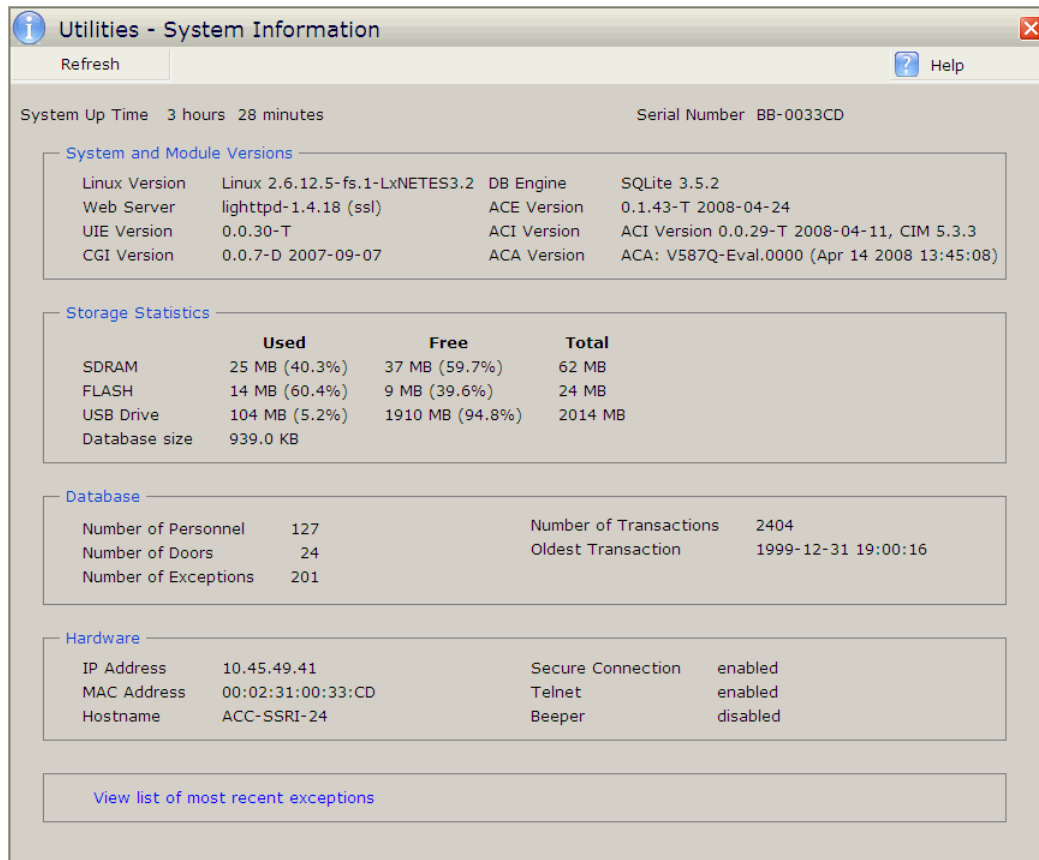 Utilities - System Information
Refresh
Help
System Up Time 3 hours 28 minutes Serial Number BB-0033CD
System and Module Versions
Linux Version Linux 2.6.12.5-fs.1-LxNETES3.2 DB Engine SQLite 3.5.2
Web Server lighttpd-1.4.18 (ssl) ACE Version 0.1.43-T 2008-04-24
UIE Version 0.0.30-T ACI Version ACI Version 0.0.29-T 2008-04-11, CIM 5.3.3
CGI Version 0.0.7-D 2007-09-07 ACA Version ACA: V587Q-Eval.0000 (Apr 14 2008 13:45:08)
Storage Statistics
Used Free Total
SDRAM 25 MB (40.3%) 37 MB (59.7%) 62 MB
FLASH 14 MB (60.4%) 9 MB (39.6%) 24 MB
USB Drive 104 MB (5.2%) 1910 MB (94.8%) 2014 MB
Database size 939.0 KB
Database
Number of Personnel 127 Number of Transactions 2404
Number of Doors 24 Oldest Transaction 1999-12-31 19:00:16
Number of Exceptions 201
Hardware
IP Address 10.45.49.41 Secure Connection enabled
MAC Address 00:02:31:00:33:CD Telnet enabled
Hostname ACC-SSRI-24 Beeper disabled
View list of most recent exceptions